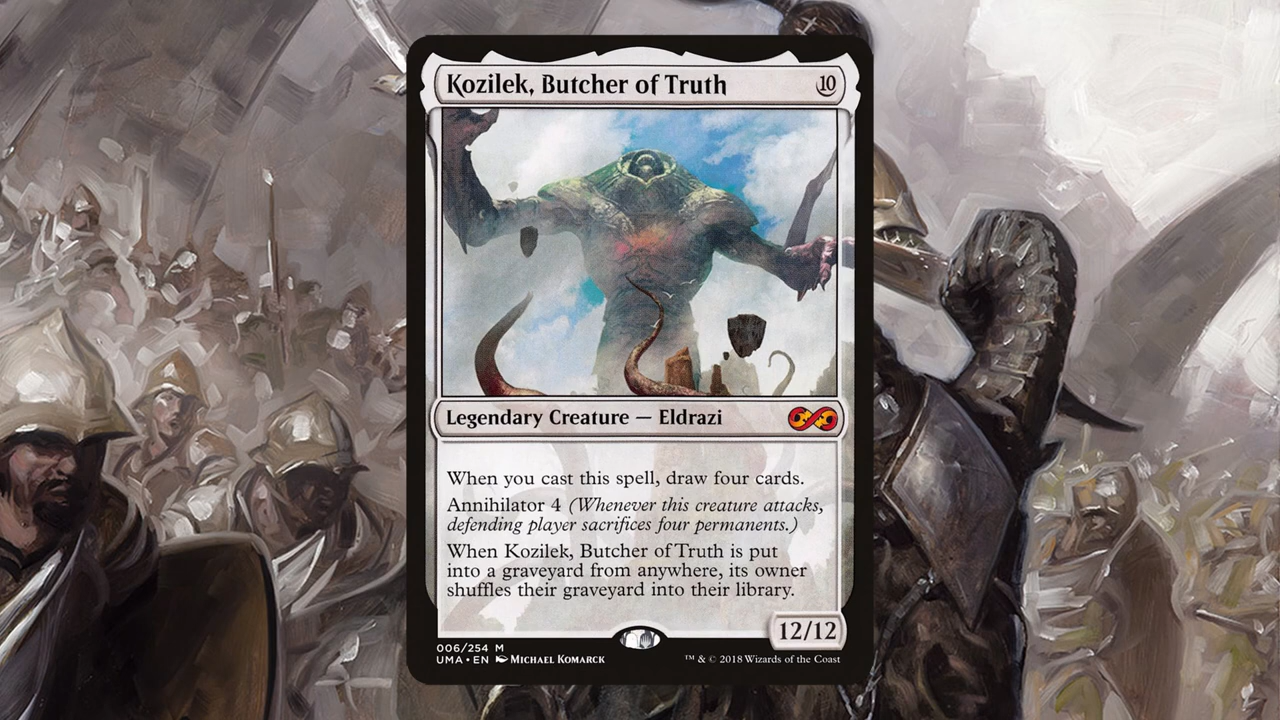 Kozilek, Butcher of Truth 10
Legendary Creature — Eldrazi
When you cast this spell, draw four cards.
Annihilator 4 (Whenever this creature attacks,
defending player sacrifices four permanents.)
When Kozilek, Butcher of Truth is put
into a graveyard from anywhere, its owner
shuffles their graveyard into their library.
12/12
006/254 M
UMA • EN Michael Komarck ™ & © 2018 Wizards of the Coast